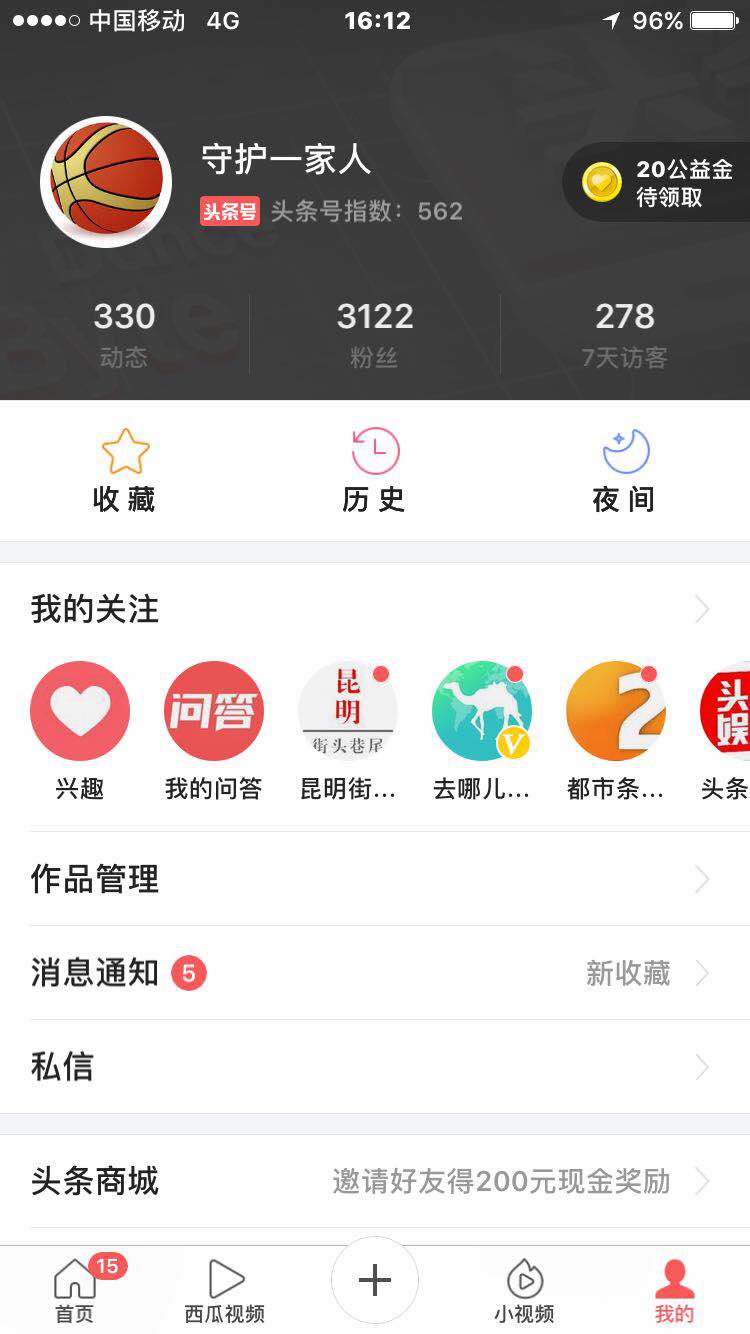 中国移动 4G 16:12 96%
守护一家人
头条号 头条号指数：562
20公益金
待领取
330 3122 278
动态 粉丝 7天访客
收藏 历史 夜间
我的关注
问答
昆
明
街头巷尾
V
2
头
娱
兴趣 我的问答 昆明街... 去哪儿... 都市条... 头条
作品管理
消息通知 5 新收藏
私信
头条商城 邀请好友得200元现金奖励
15
首页 西瓜视频 小视频 我的